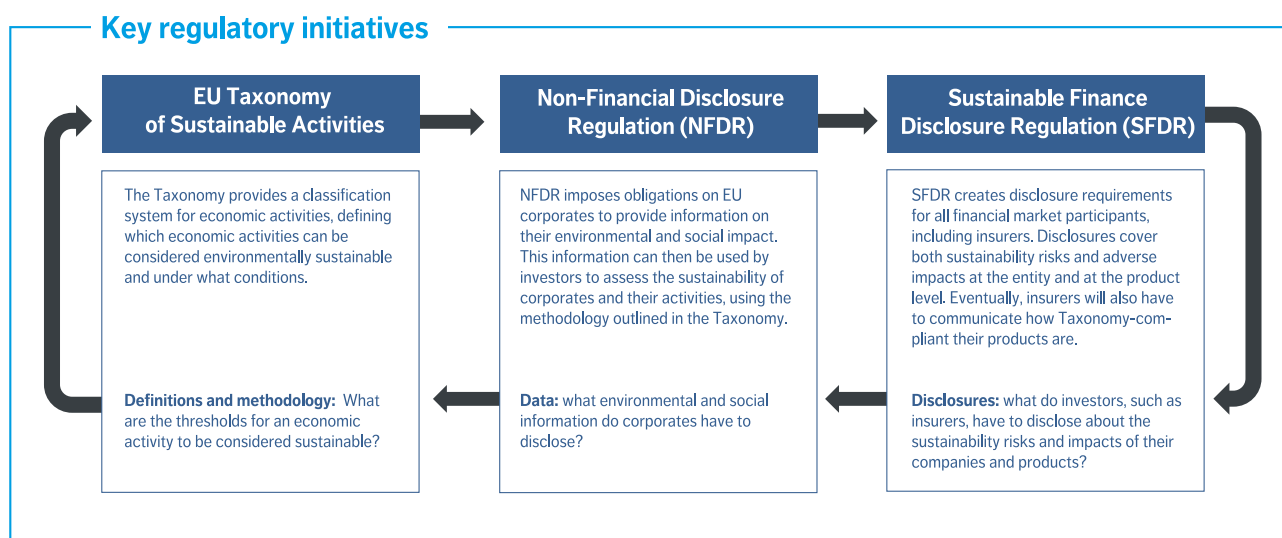 Key regulatory initiatives
EU Taxonomy
of Sustainable Activities
The Taxonomy provides a classification
system for economic activities, defining
which economic activities can be
considered environmentally sustainable
and under what conditions.
Definitions and methodology: What
are the thresholds for an economic
activity to be considered sustainable?
Non-Financial Disclosure
Regulation (NFDR)
NFDR imposes obligations on EU
corporates to provide information on
their environmental and social impact.
This information can then be used by
investors to assess the sustainability of
corporates and their activities, using the
methodology outlined in the Taxonomy.
Data: what environmental and social
information do corporates have to
disclose?
Sustainable Finance
Disclosure Regulation (SFDR)
SFDR creates disclosure requirements
for all financial market participants,
including insurers. Disclosures cover
both sustainability risks and adverse
impacts at the entity and at the product
level. Eventually, insurers will also have
to communicate how Taxonomy-com-
pliant their products are.
Disclosures: what do investors, such as
insurers, have to disclose about the
sustainability risks and impacts of their
companies and products?